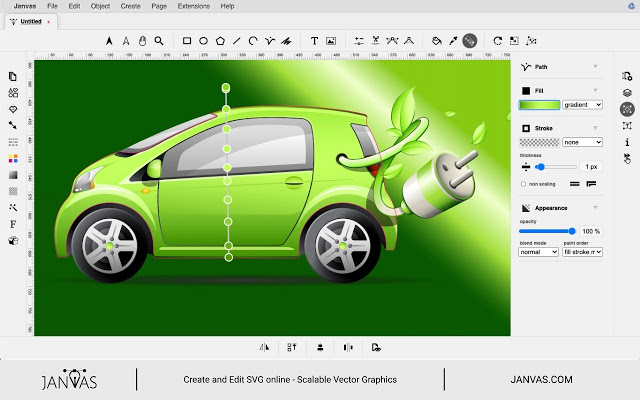 Janvas File Edit Object Create Page Extensions Help
Untitled ×
Path
Fill
gradient
Stroke
none
thickness
1 px
non scaling
Appearance
opacity
100 %
blend mode paint order
normal fill stroke m
JANVAS Create and Edit SVG online - Scalable Vector Graphics JANVAS.COM